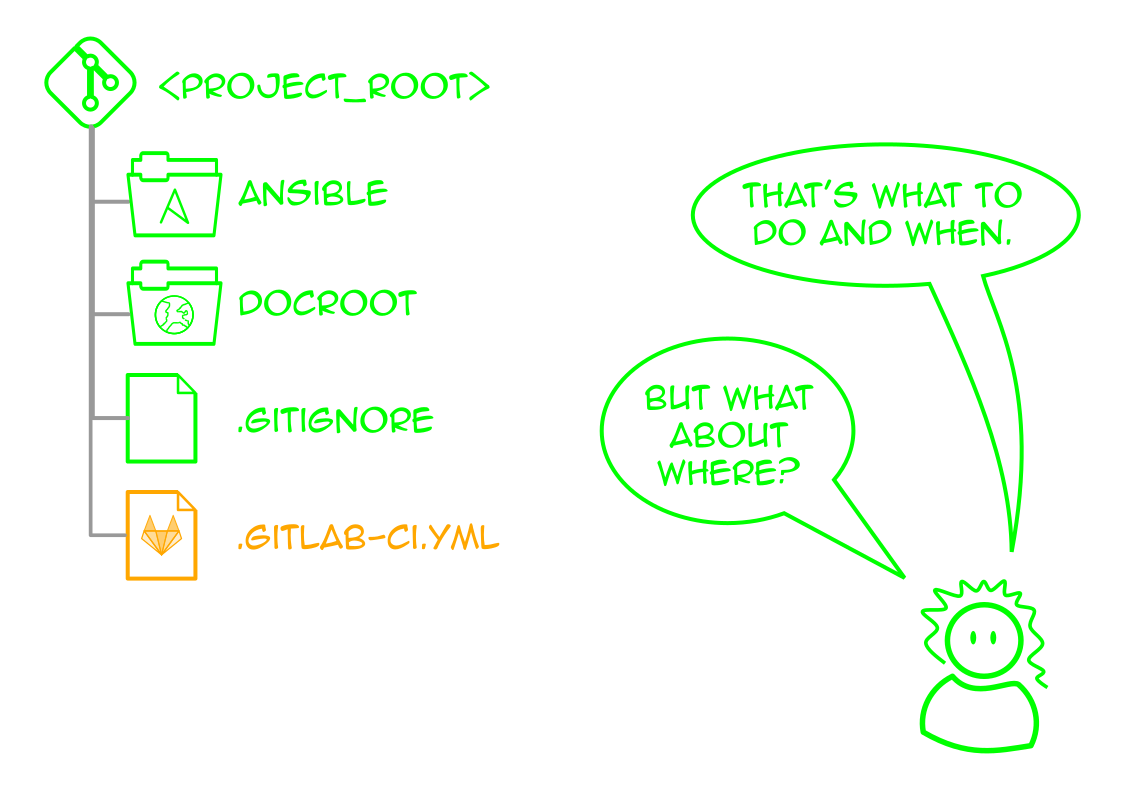 <PROJECT_ROOT>
ANSIBLE
DOCROOT
.GITIGNORE
.GITLAB-CI.YML
THAT'S WHAT TO
DO AND WHEN.
BUT WHAT
ABOUT
WHERE?